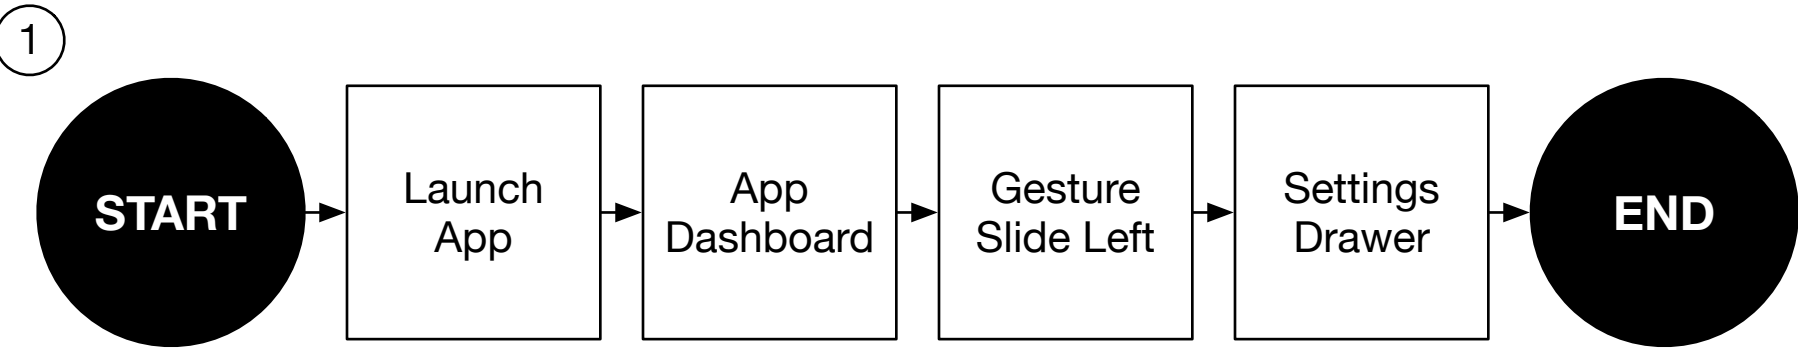 1
START
Launch
App
App
Dashboard
Gesture
Slide Left
Settings
Drawer
END